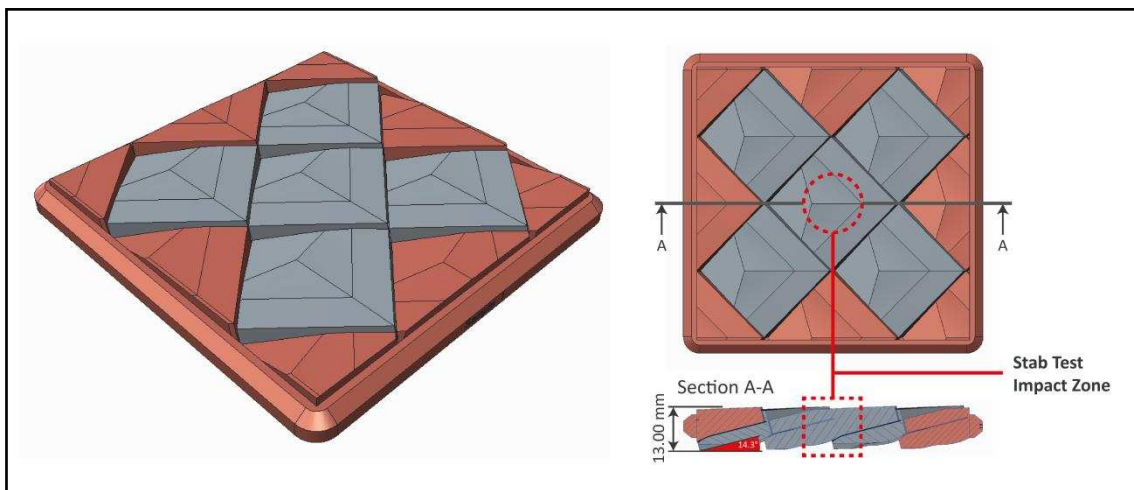 A
A
Stab Test
Impact Zone
Section A-A
13.00 mm
14.3°